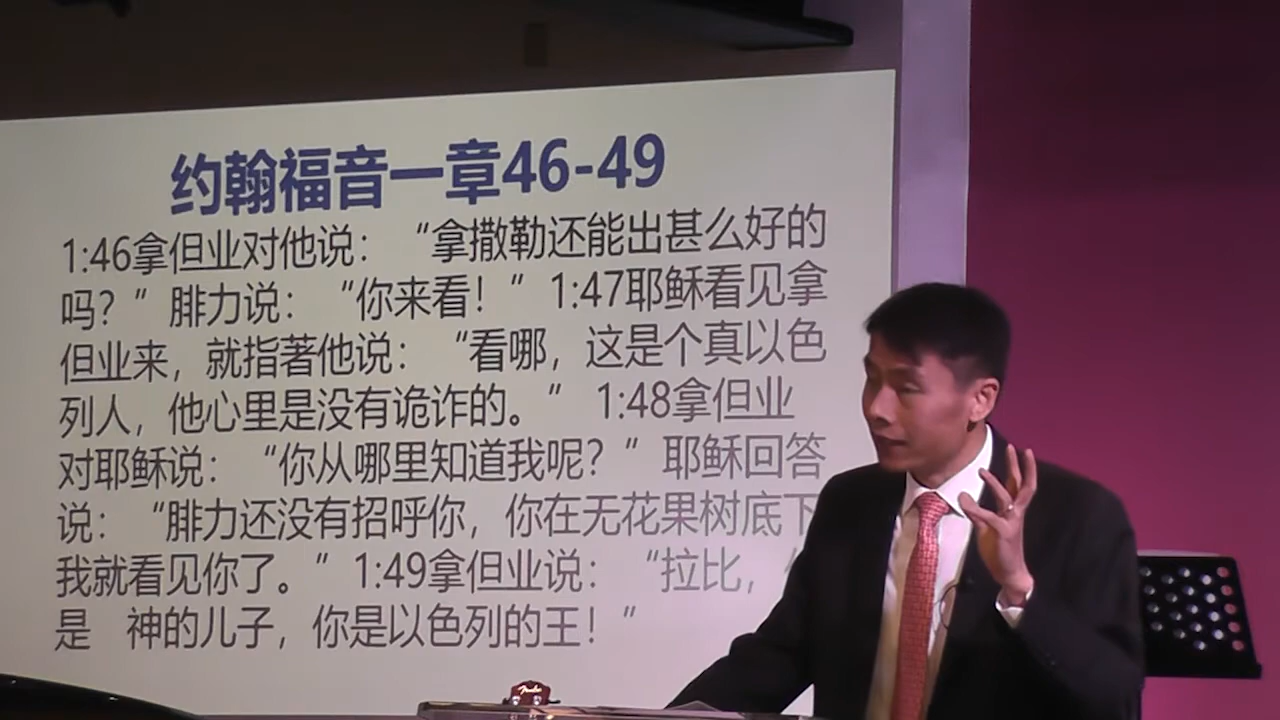 约翰福音一章46-49
1:46拿但业对他说：“拿撒勒还能出甚么好的
吗？”腓力说：“你来看！”1:47耶稣看见拿
但业来，就指著他说：“看哪，这是个真以色
列人，他心里是没有诡诈的。” 1:48拿但业
对耶稣说：“你从哪里知道我呢？”耶稣回答
说：“腓力还没有招呼你，你在无花果树底下
我就看见你了。” 1:49拿但业说：“拉比，
是 神的儿子，你是以色列的王！”
Fender